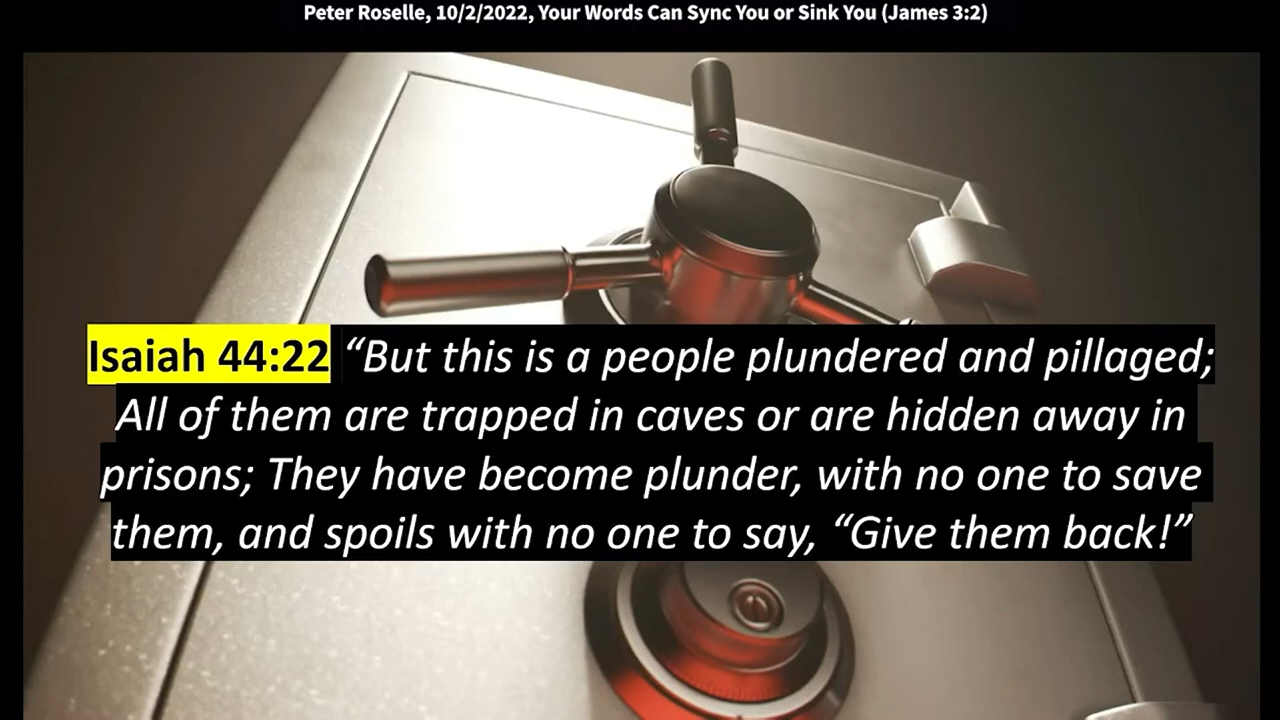 Peter Roselle, 10/2/2022, Your Words Can Sync You or Sink You (James 3:2)
Isaiah 44:22 “But this is a people plundered and pillaged;
All of them are trapped in caves or are hidden away in
prisons; They have become plunder, with no one to save
them, and spoils with no one to say, “Give them back!”